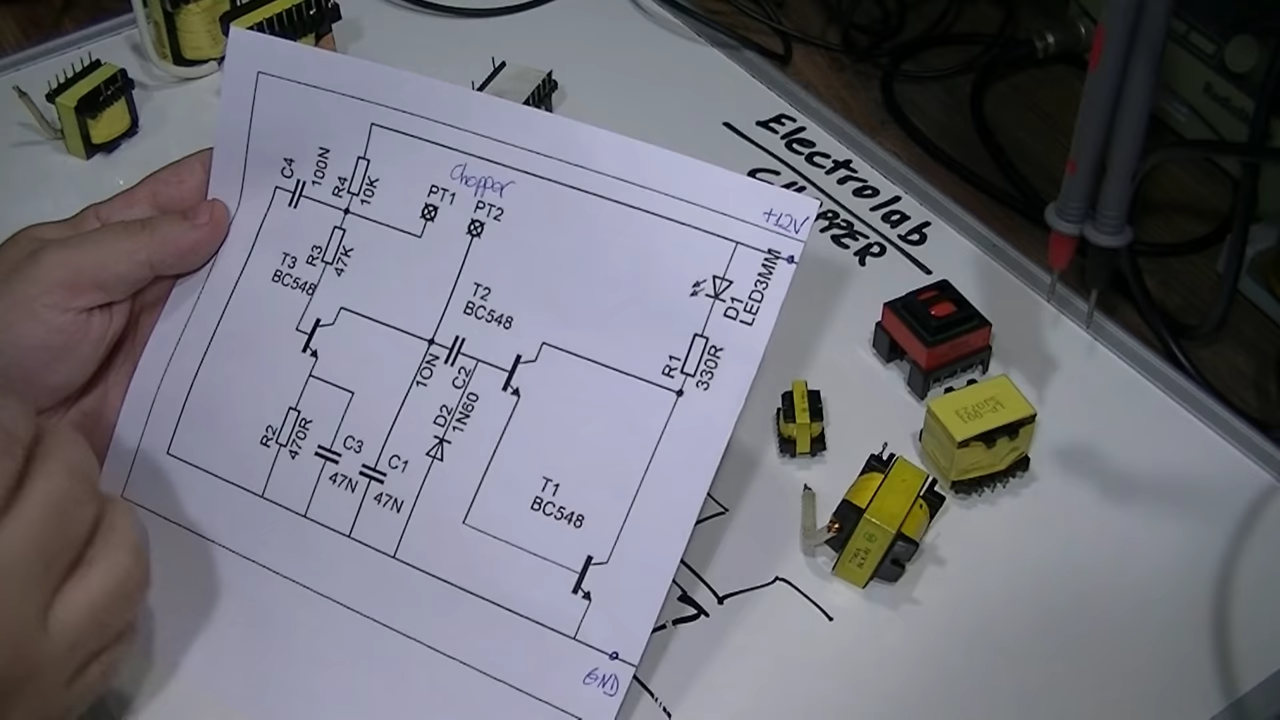 Electrolab
CHOPPER
Chopper
+12V
C4
100N
R4
10K
PT1
PT2
R3
47K
T3
BC548
T2
BC548
D1
LED3MM
R1
330R
10N
C2
D2
1N60
R2
470R
C3
47N
C1
47N
T1
BC548
GND